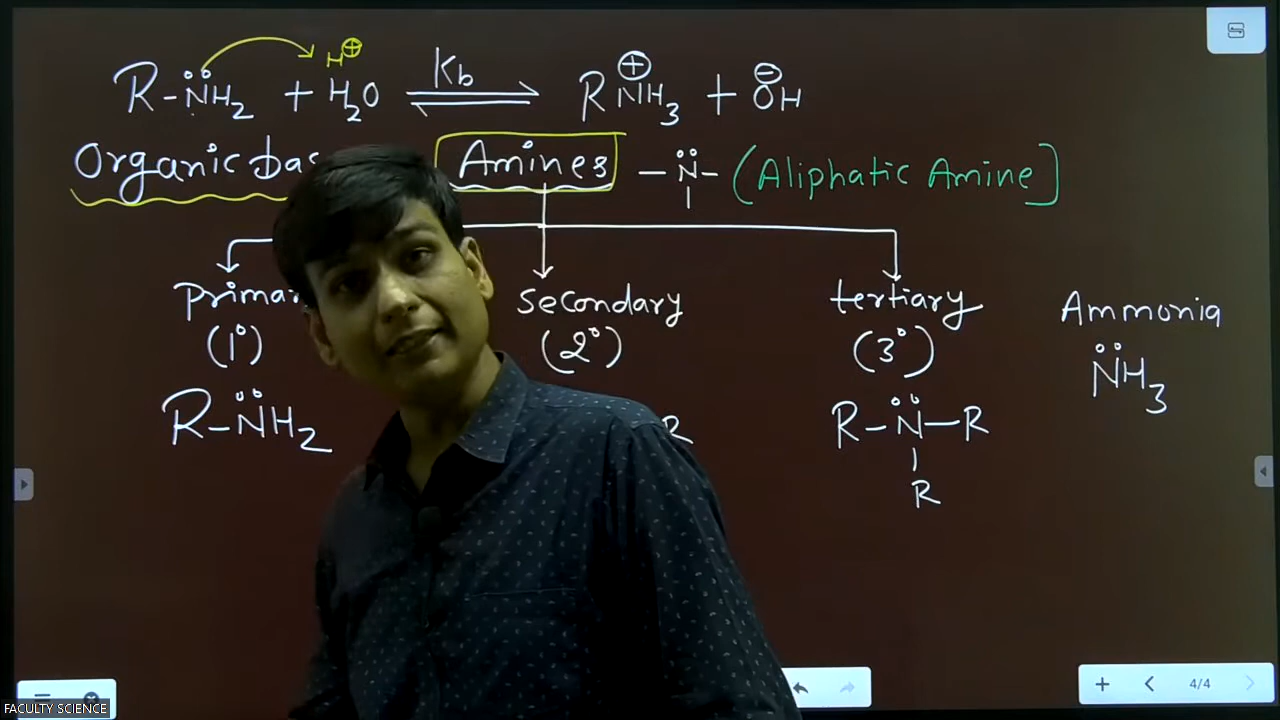 H⊕
R-N̈H2 + H2O ⇌ Kb RN⊕H3 + ⊖OH
Organic Amines -N̈- (Aliphatic Amine]
secondary tertiary Ammonia
(1°) (2°) (3°) N̈H3
R-N̈H2 R R-N̈-R
R
4/4
FACULTY SCIENCE